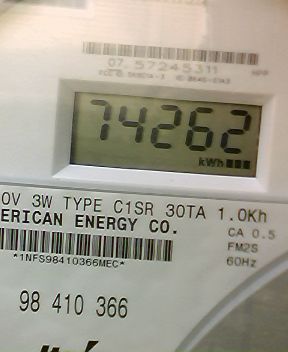 07. 57245311
74262
kWh
0V 3W TYPE C1SR 30TA 1.0Kh
ERICAN ENERGY CO.
CA 0.5
FM2S
60Hz
*1NFS98410366MEC*
98 410 366